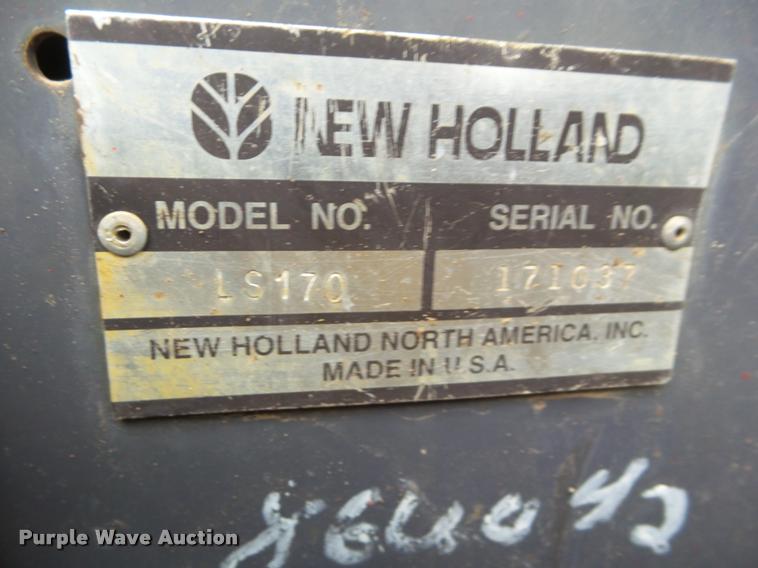 NEW HOLLAND
MODEL NO. SERIAL NO.
LS170 171037
NEW HOLLAND NORTH AMERICA, INC.
MADE IN U.S.A.
Purple Wave Auction